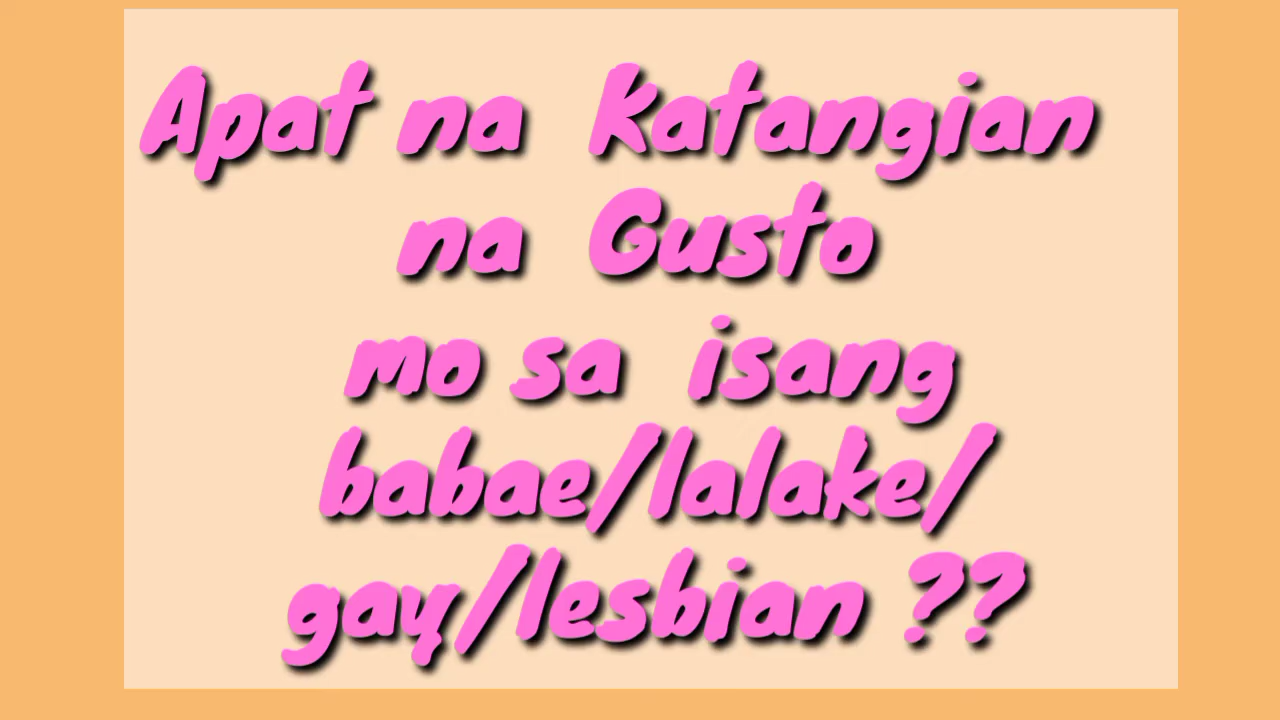 Apat na Katangian
na Gusto
mo sa isang
babae/lalake/
gay/lesbian ??